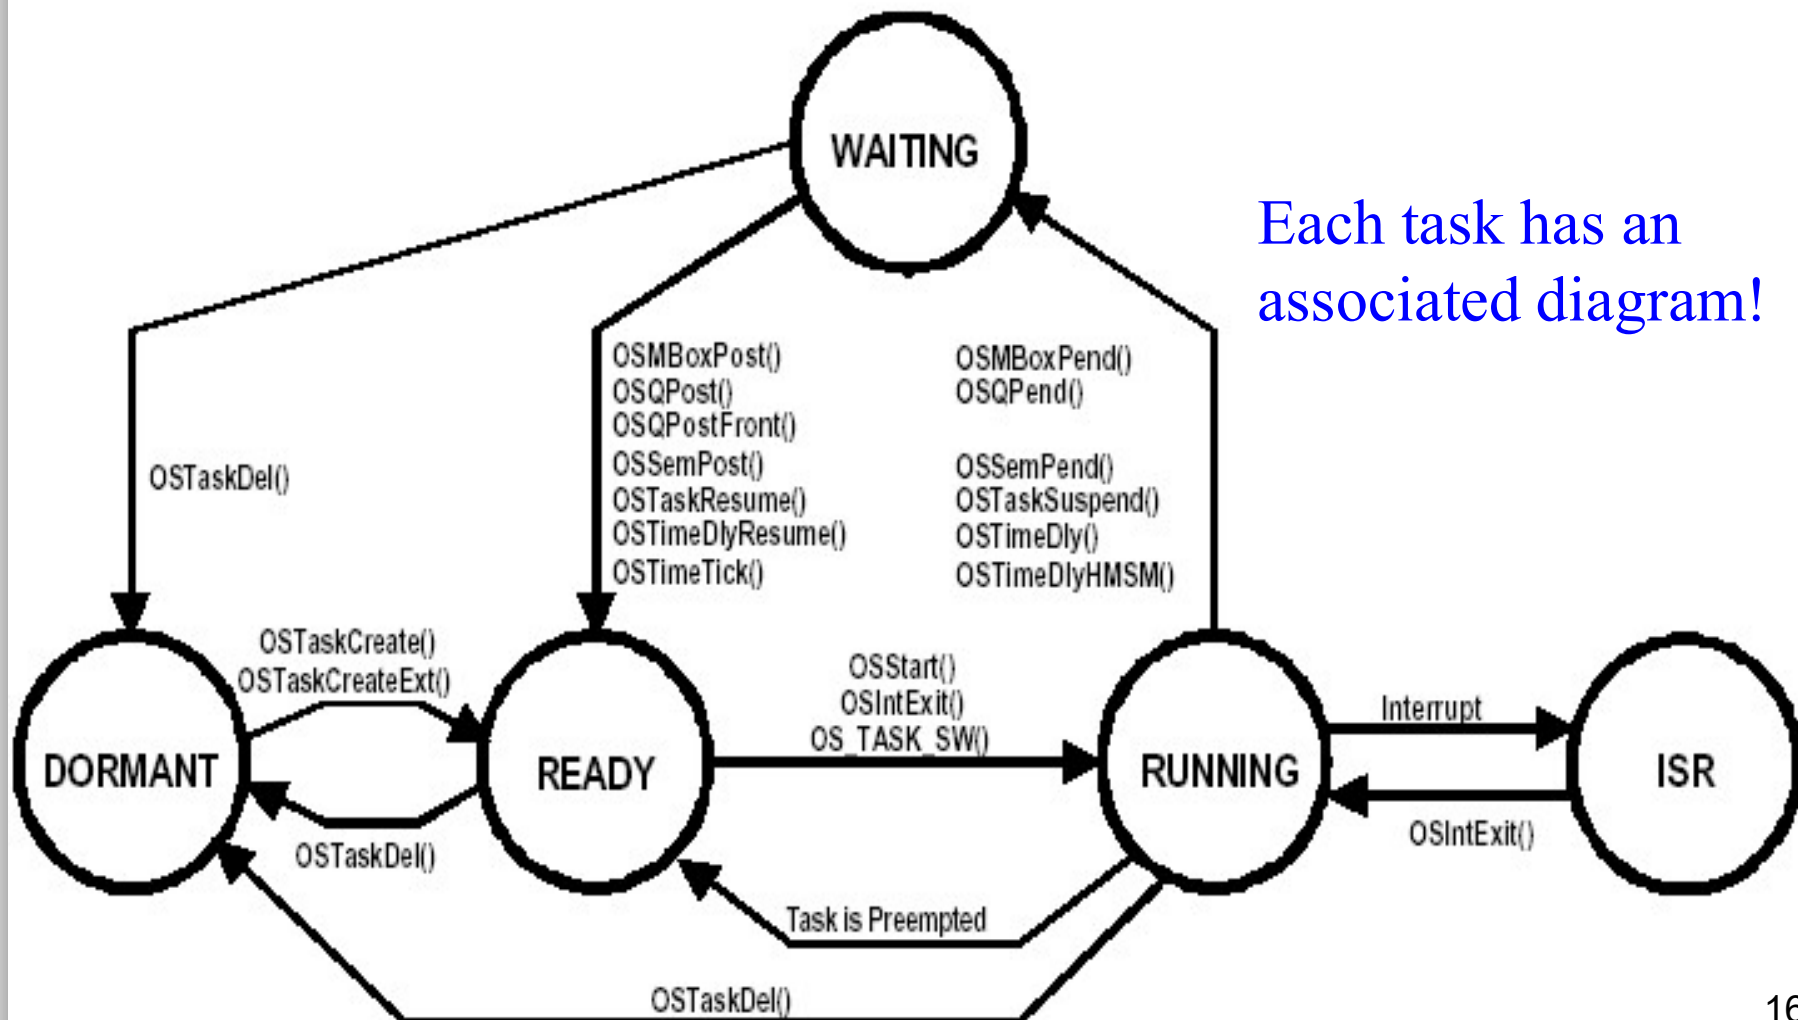 WAITING
Each task has an
associated diagram!
OSMBoxPost()
OSQPost()
OSQPostFront()
OSSemPost()
OSTaskResume()
OSTimeDlyResume()
OSTimeTick()
OSMBoxPend()
OSQPend()
OSSemPend()
OSTaskSuspend()
OSTimeDly()
OSTimeDlyHMSM()
OSTaskDel()
OSTaskCreate()
OSTaskCreateExt()
OSStart()
OSIntExit()
OS_TASK_SW()
Interrupt
DORMANT
READY
RUNNING
ISR
OSTaskDel()
OSIntExit()
Task is Preempted
OSTaskDel()
16